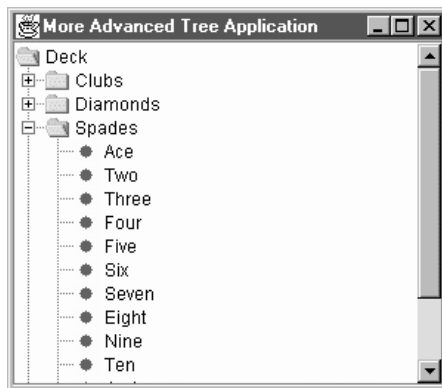 More Advanced Tree Application
Deck
Clubs
Diamonds
Spades
Ace
Two
Three
Four
Five
Six
Seven
Eight
Nine
Ten